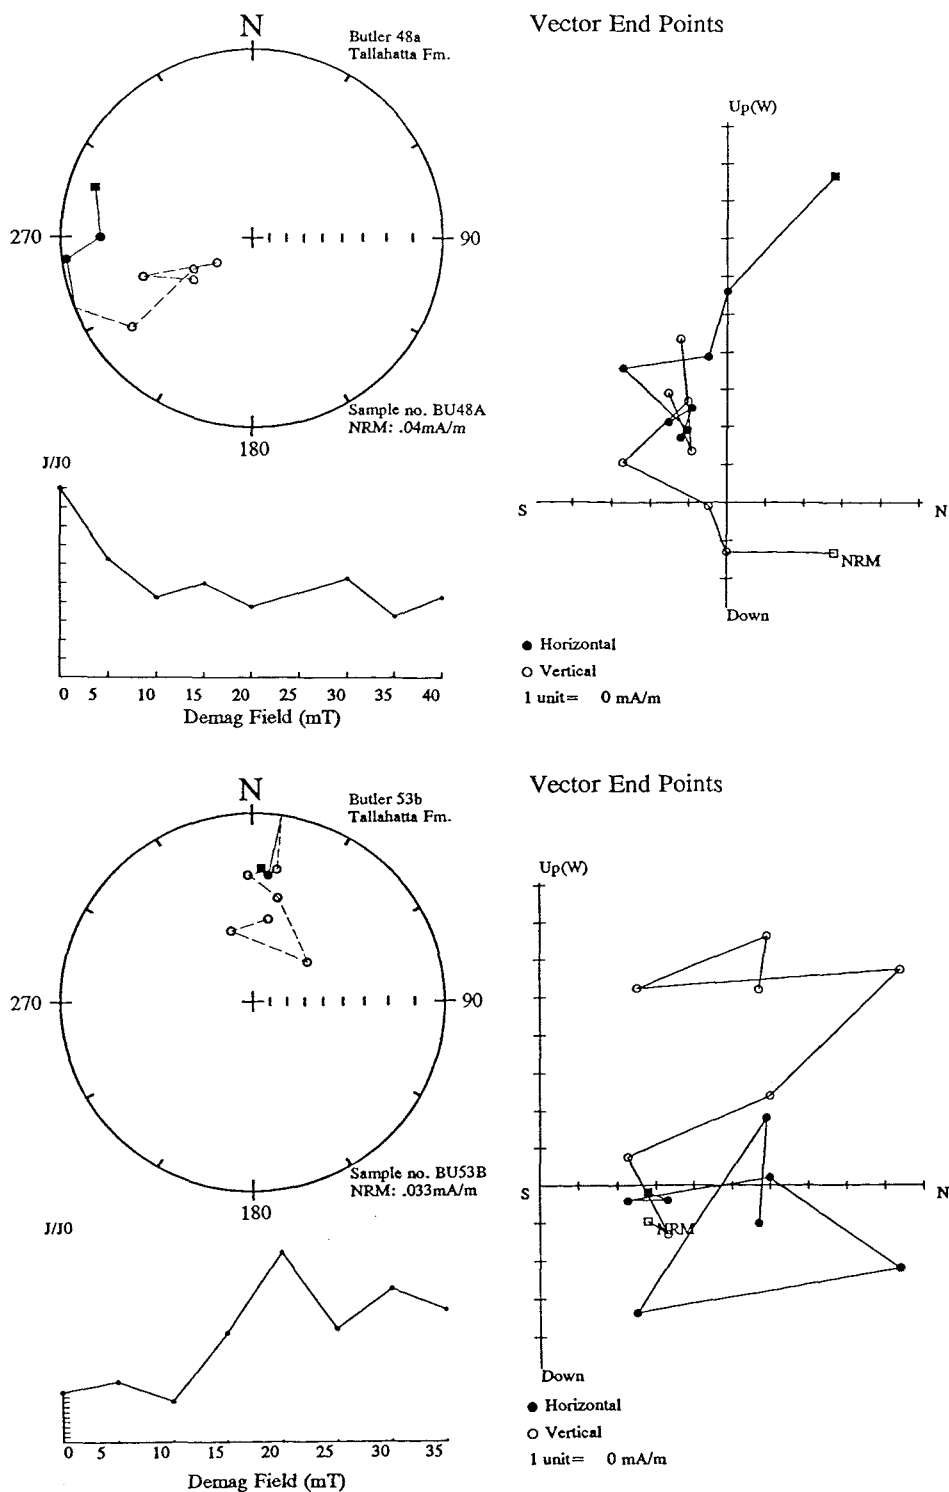 Vector End Points
N
Butler 48a
Tallahatta Fm.
Up(W)
270
90
Sample no. BU48A
NRM: .04mA/m
180
S
N
NRM
Down
J/J0
0 5 10 15 20 25 30 35 40
Demag Field (mT)
● Horizontal
○ Vertical
1 unit= 0 mA/m
Vector End Points
N
Butler 53b
Tallahatta Fm.
Up(W)
270
90
Sample no. BU53B
NRM: .033mA/m
180
S
N
NRM
Down
J/J0
0 5 10 15 20 25 30 35
Demag Field (mT)
● Horizontal
○ Vertical
1 unit= 0 mA/m